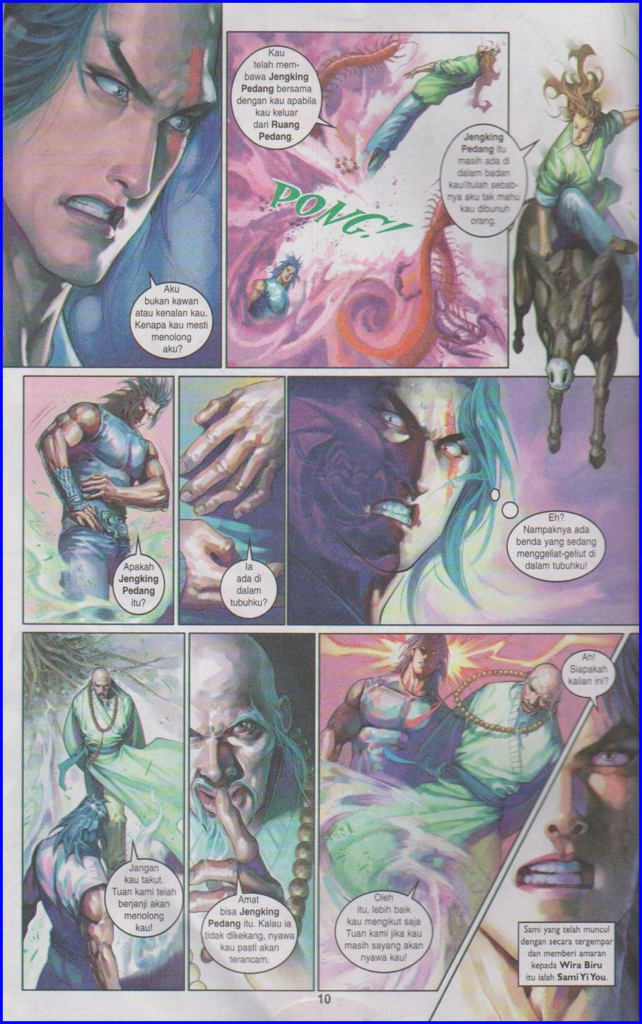 Aku
bukan kawan
atau kenalan kau.
Kenapa kau mesti
menolong
aku?
Kau
telah mem-
bawa Jengking
Pedang bersama
dengan kau apabila
kau keluar
dari Ruang
Pedang.
PONG!
Jengking
Pedang itu
masih ada di
dalam badan
kau!Itulah sebab-
nya aku tak mahu
kau dibunuh
orang.
Apakah
Jengking
Pedang
itu?
Ia
ada di
dalam
tubuhku?
Eh?
Nampaknya ada
benda yang sedang
menggeliat-geliut di
dalam tubuhku!
Jangan
kau takut.
Tuan kami telah
berjanji akan
menolong
kau!
Amat
bisa Jengking
Pedang itu. Kalau ia
tidak dikekang, nyawa
kau pasti akan
terancam.
Oleh
itu, lebih baik
kau mengikut saja
Tuan kami jika kau
masih sayang akan
nyawa kau!
Ah!
Siapakah
kalian ini?
Sami yang telah muncul
dengan secara tergempar
dan memberi amaran
kepada Wira Biru
itu ialah Sami Yi You.
10